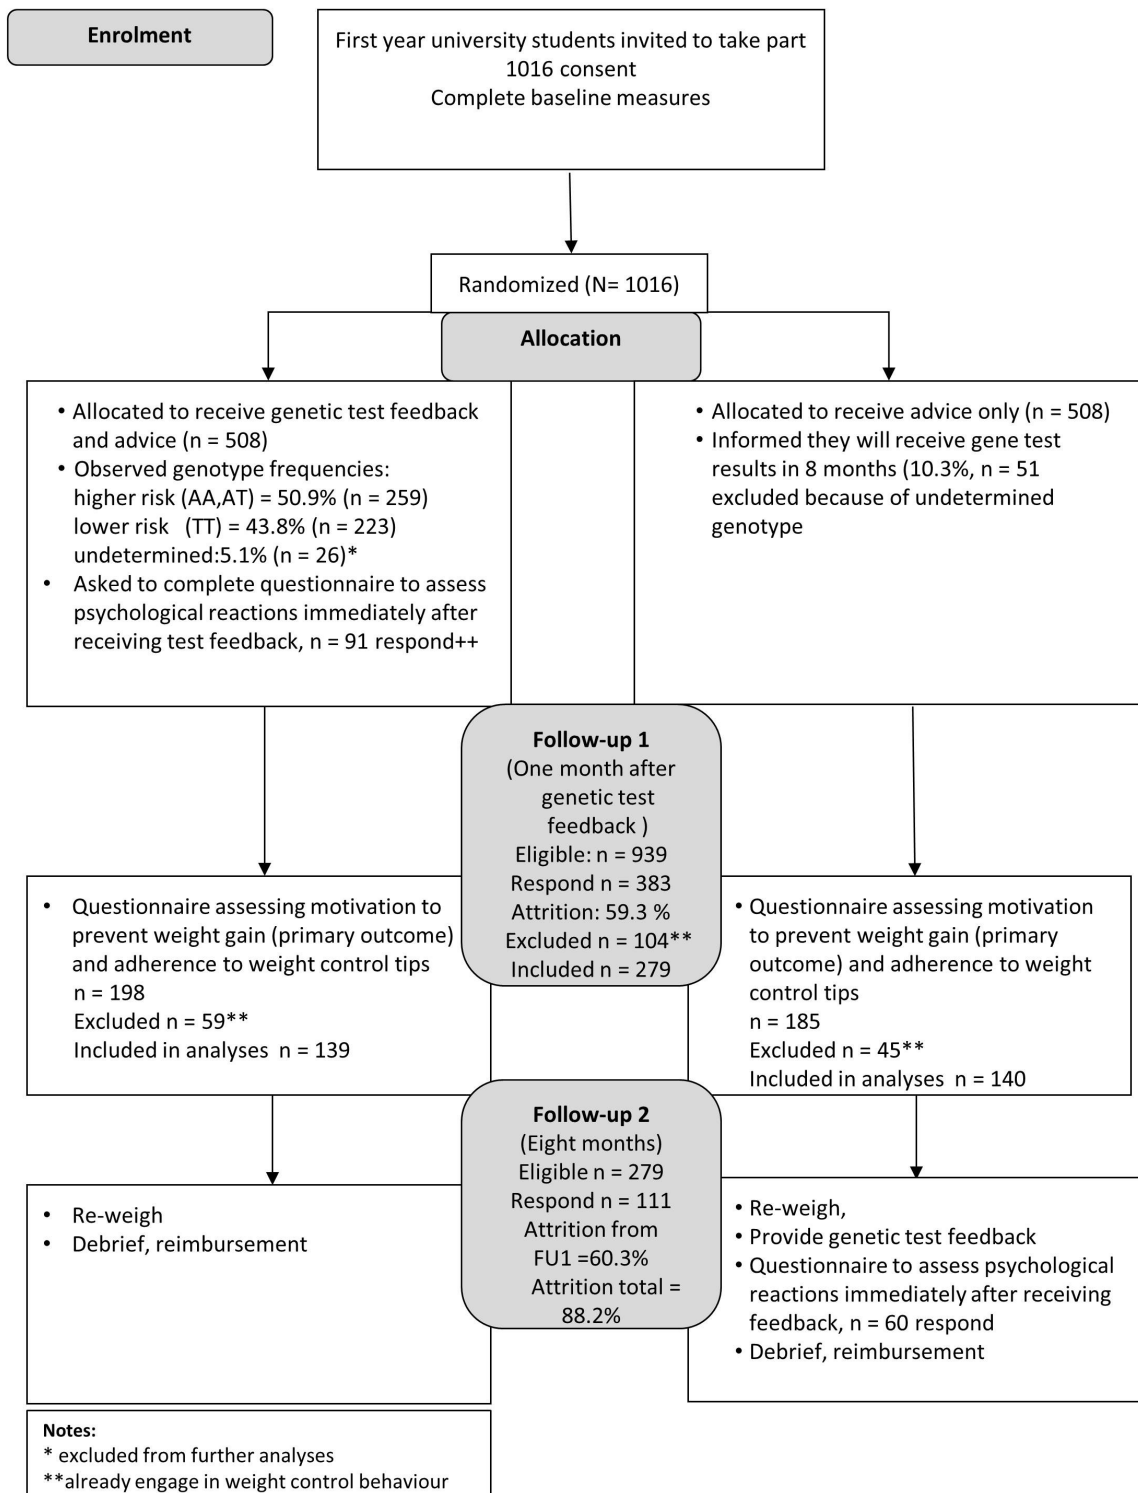 Enrolment
First year university students invited to take part
1016 consent
Complete baseline measures
Randomized (N= 1016)
Allocation
• Allocated to receive genetic test feedback
and advice (n = 508)
• Observed genotype frequencies:
higher risk (AA,AT) = 50.9% (n = 259)
lower risk (TT) = 43.8% (n = 223)
undetermined:5.1% (n = 26)*
• Asked to complete questionnaire to assess
psychological reactions immediately after
receiving test feedback, n = 91 respond++
• Allocated to receive advice only (n = 508)
• Informed they will receive gene test
results in 8 months (10.3%, n = 51
excluded because of undetermined
genotype
Follow-up 1
(One month after
genetic test
feedback )
Eligible: n = 939
Respond n = 383
Attrition: 59.3 %
Excluded n = 104**
Included n = 279
• Questionnaire assessing motivation to
prevent weight gain (primary outcome)
and adherence to weight control tips
n = 198
Excluded n = 59**
Included in analyses n = 139
• Questionnaire assessing motivation
to prevent weight gain (primary
outcome) and adherence to weight
control tips
n = 185
Excluded n = 45**
Included in analyses n = 140
Follow-up 2
(Eight months)
Eligible n = 279
Respond n = 111
Attrition from
FU1 =60.3%
Attrition total =
88.2%
• Re-weigh
• Debrief, reimbursement
• Re-weigh,
• Provide genetic test feedback
• Questionnaire to assess psychological
reactions immediately after receiving
feedback, n = 60 respond
• Debrief, reimbursement
Notes:
* excluded from further analyses
**already engage in weight control behaviour